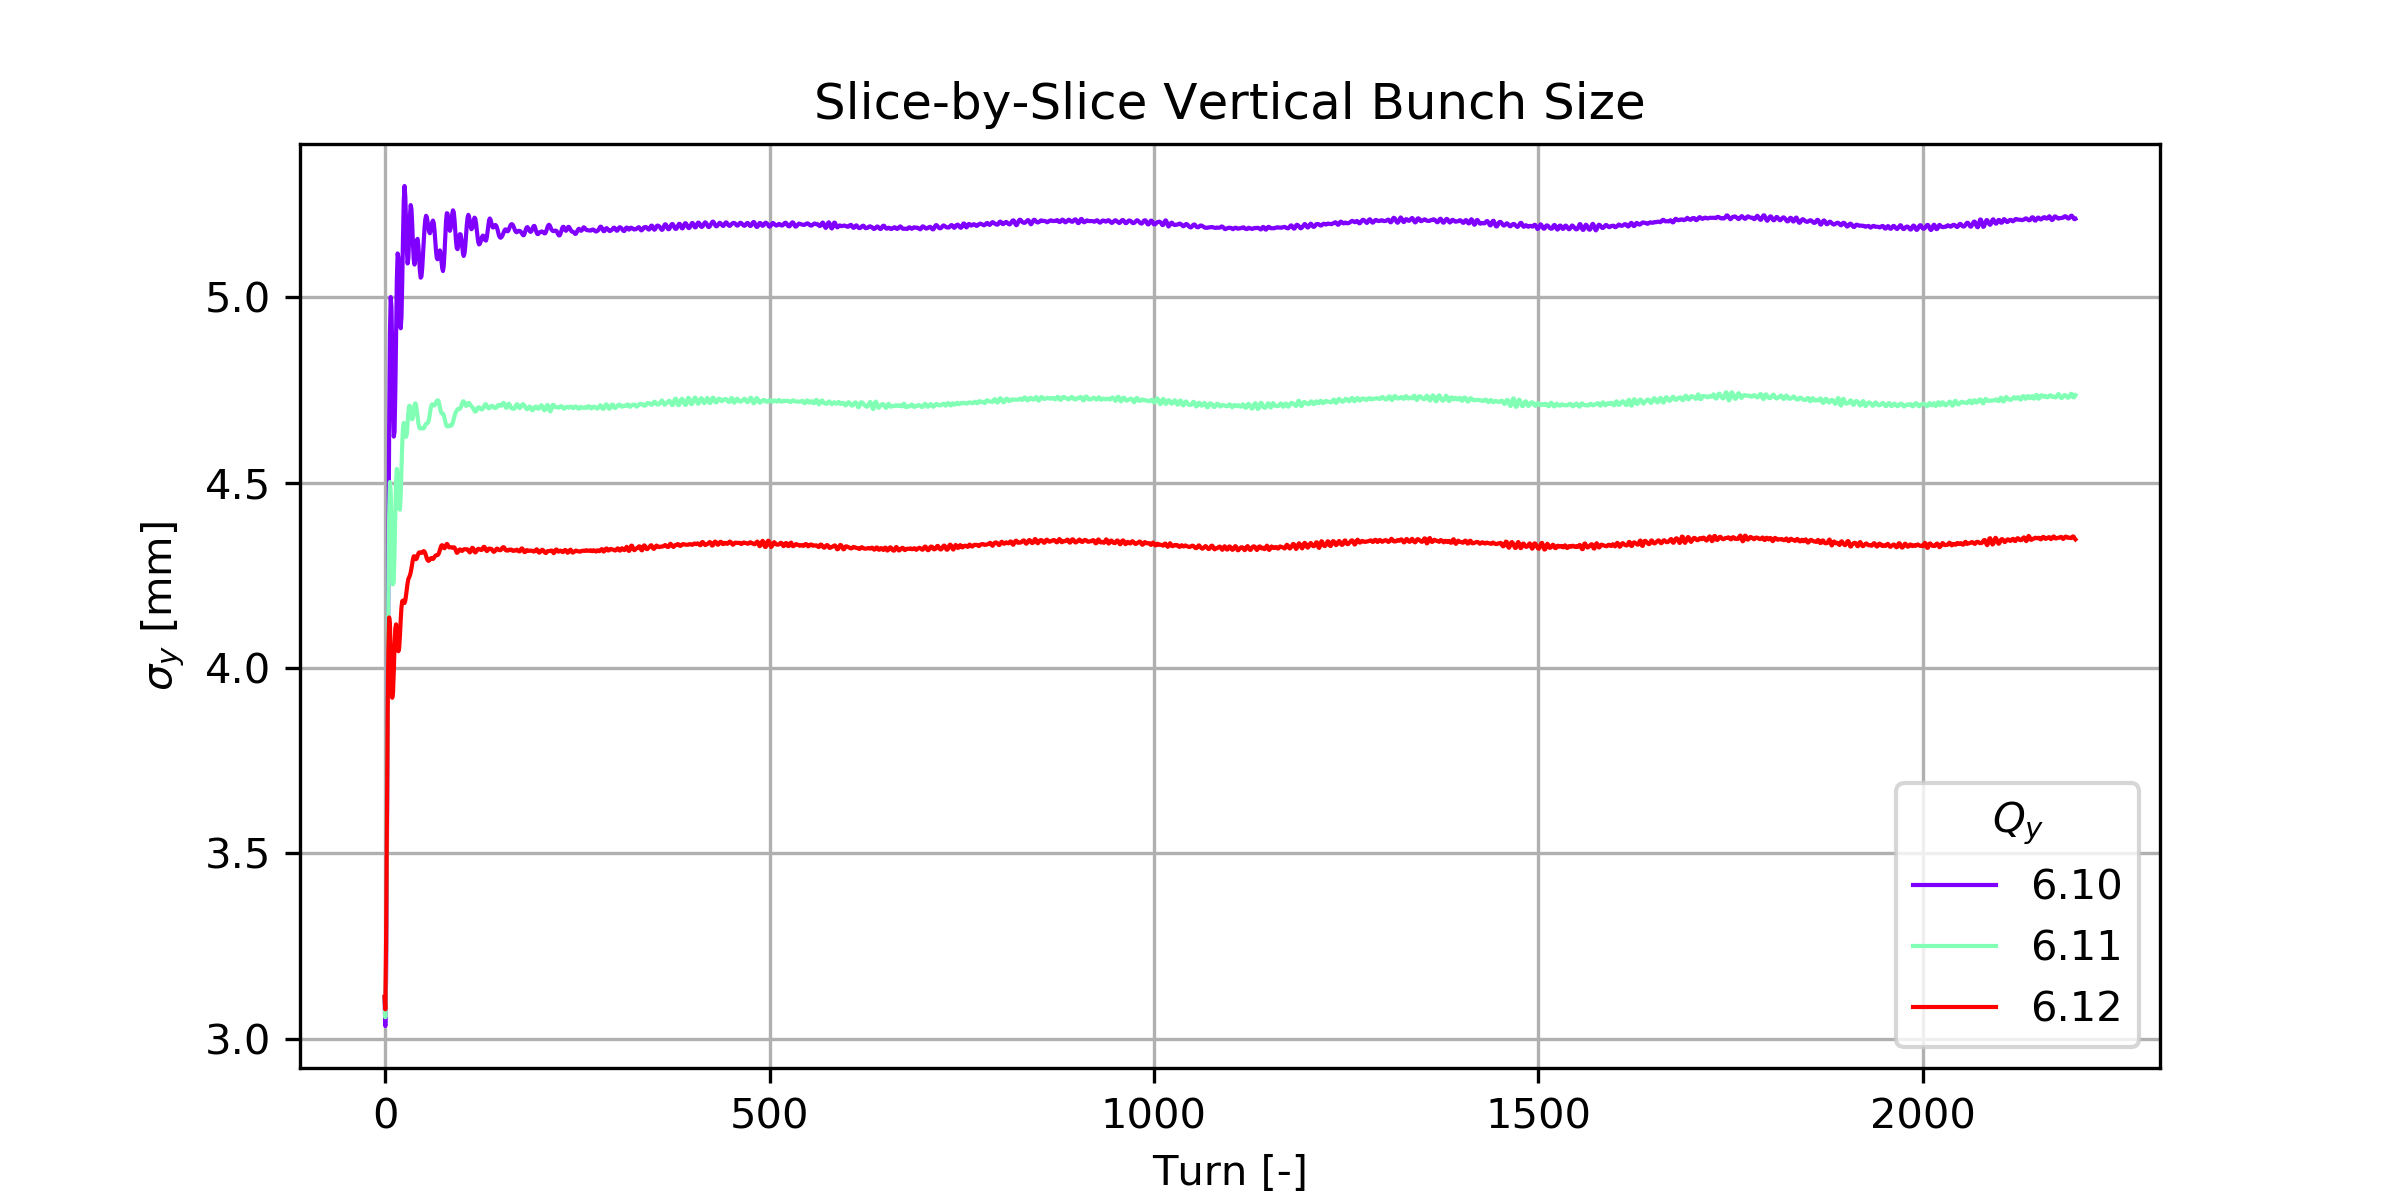 Slice-by-Slice Vertical Bunch Size
σy [mm]
5.0
4.5
4.0
3.5
3.0
Qy
6.10
6.11
6.12
0 500 1000 1500 2000
Turn [-]